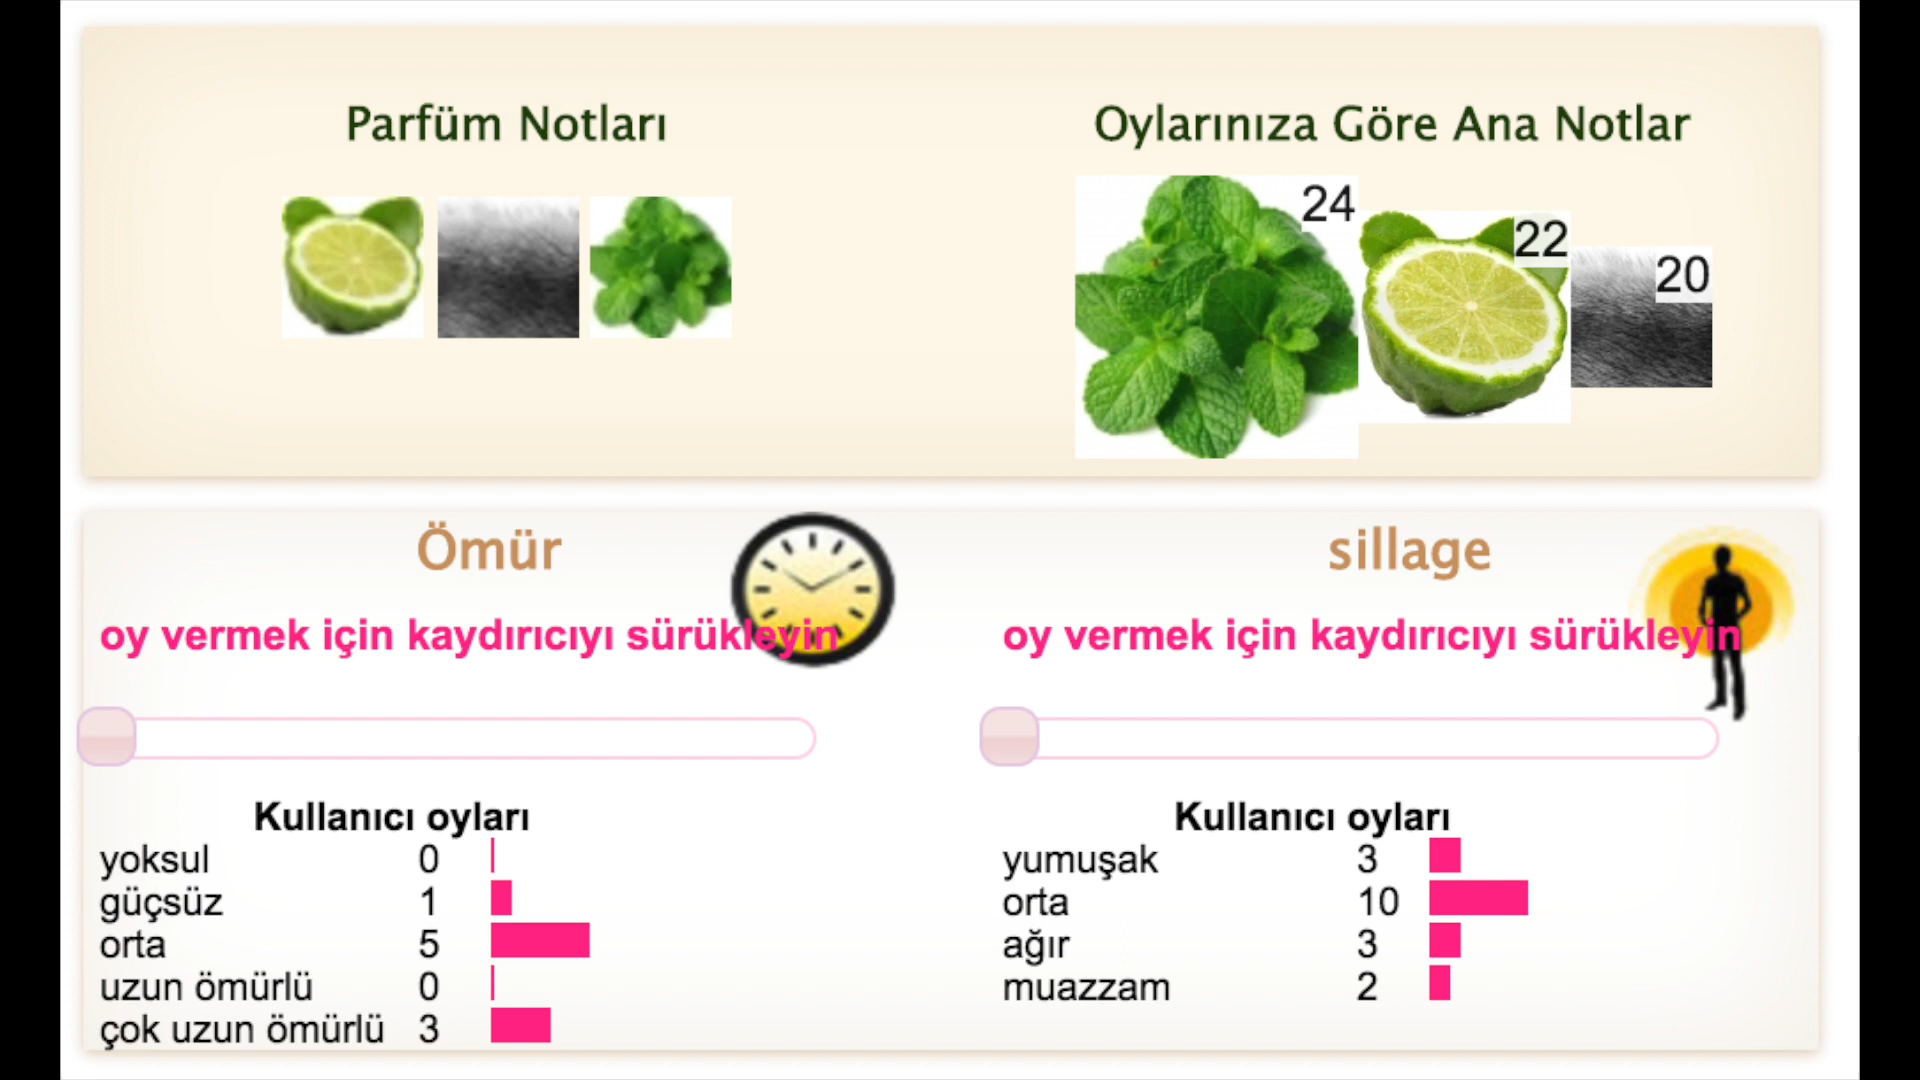 Parfüm Notları
Oylarınıza Göre Ana Notlar
24
22
20
Ömür
oy vermek için kaydırıcıyı sürükleyin
Kullanıcı oyları
yoksul 0
güçsüz 1
orta 5
uzun ömürlü 0
çok uzun ömürlü 3
sillage
oy vermek için kaydırıcıyı sürükleyin
Kullanıcı oyları
yumuşak 3
orta 10
ağır 3
muazzam 2